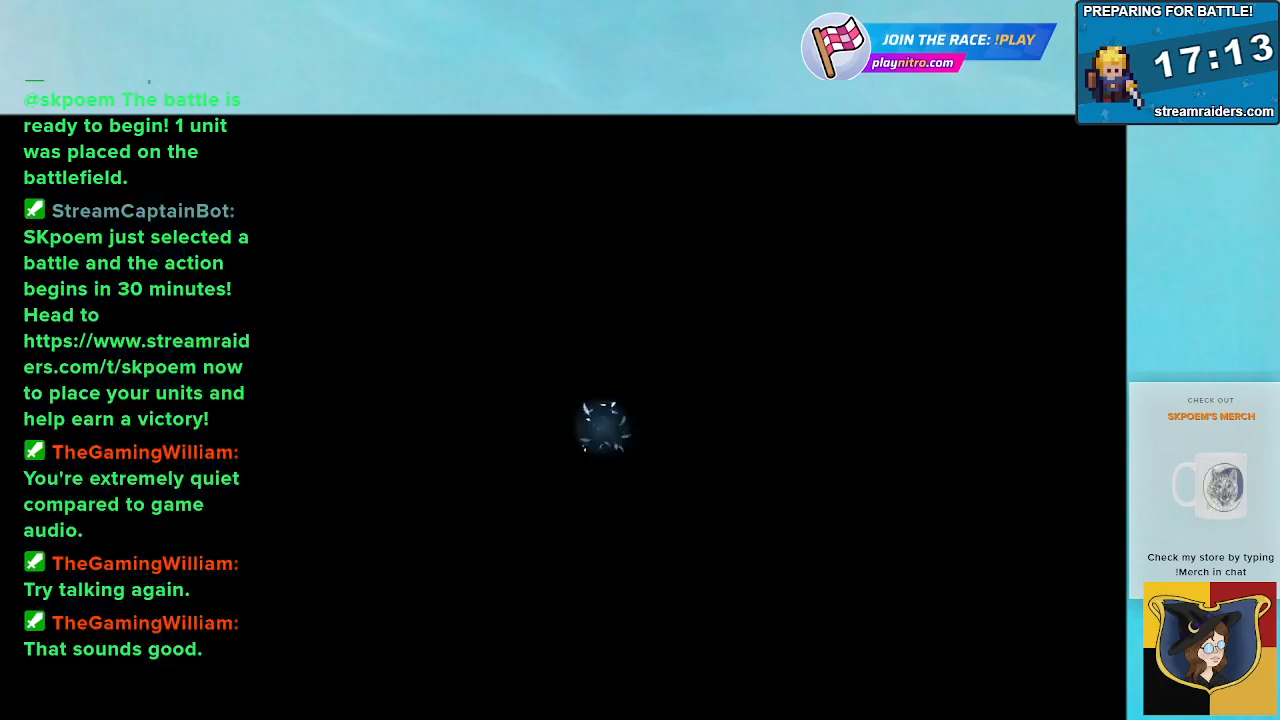 PREPARING FOR BATTLE!
JOIN THE RACE: !PLAY
playnitro.com
17:13
streamraiders.com
@skpoem The battle is
ready to begin! 1 unit
was placed on the
battlefield.
StreamCaptainBot:
SKpoem just selected a
battle and the action
begins in 30 minutes!
Head to
https://www.streamraid
ers.com/t/skpoem now
to place your units and
help earn a victory!
TheGamingWilliam:
You're extremely quiet
compared to game
audio.
TheGamingWilliam:
Try talking again.
TheGamingWilliam:
That sounds good.
CHECK OUT
SKPOEM'S MERCH
Check my store by typing
!Merch in chat